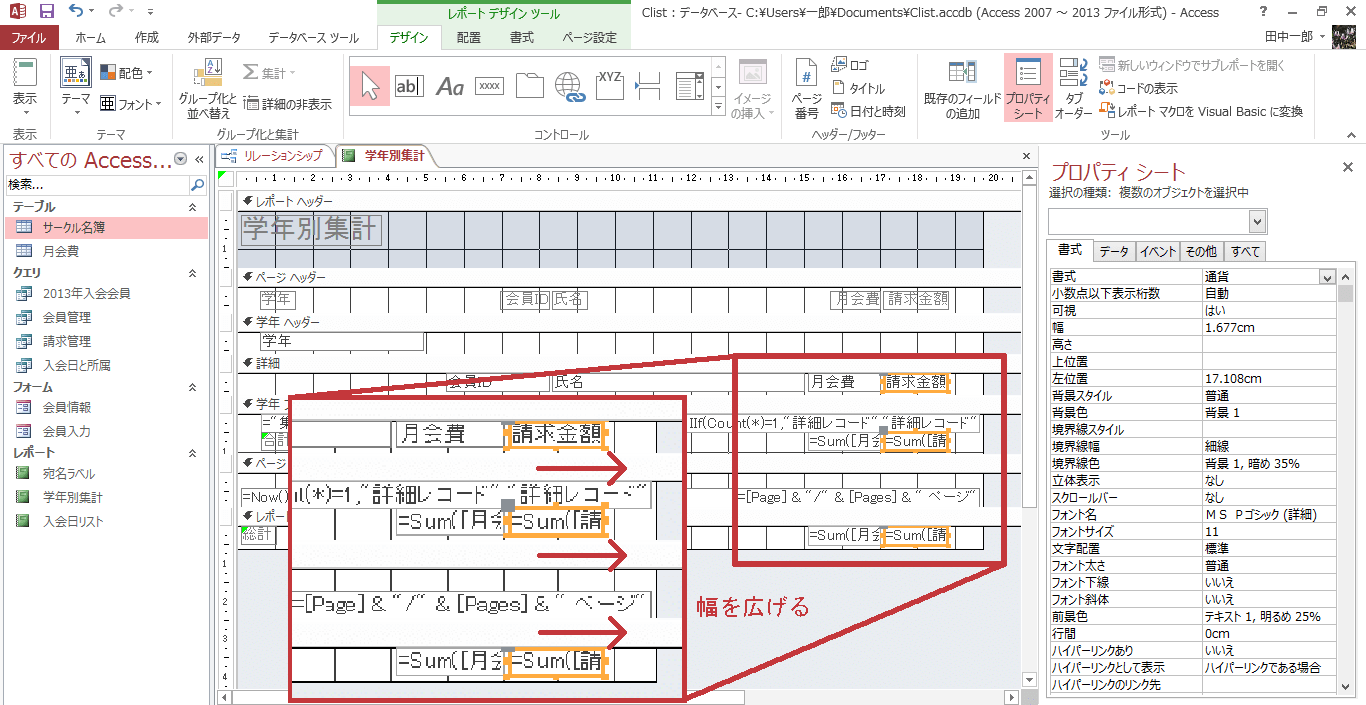 レポート デザイン ツール
Clist : データベース- C:¥Users¥一郎¥Documents¥Clist.accdb (Access 2007 ～ 2013 ファイル形式) - Access
ファイル ホーム 作成 外部データ データベース ツール デザイン 配置 書式 ページ設定 田中一郎
表示
亜ぁ
テーマ
配色
亜 フォント
グループ化と並べ替え
Σ 集計
詳細の非表示
ab| Aa xxxx XYZ
イメージの挿入
ページ番号
ロゴ
タイトル
日付と時刻
既存のフィールドの追加
プロパティシート
タブオーダー
新しいウィンドウでサブレポートを開く
コードの表示
レポート マクロを Visual Basic に変換
表示 テーマ グループ化と集計 コントロール ヘッダー/フッター ツール
すべての Access...
検索...
テーブル
サークル名簿
月会費
クエリ
2013年入会会員
会員管理
請求管理
入会日と所属
フォーム
会員情報
会員入力
レポート
宛名ラベル
学年別集計
入会日リスト
リレーションシップ 学年別集計
1 2 3 4 5 6 7 8 9 10 11 12 13 14 15 16 17 18 19 20
レポート ヘッダー
学年別集計
1
ページ ヘッダー
学年 会員ID 氏名 月会費 請求金額
学年 ヘッダー
学年
詳細
会員ID 氏名 月会費 請求金額
学年
="集 IIf(Count(*)=1,"詳細レコード" "詳細レコード"
合計 =Sum([月会 =Sum([請
1
ページ
=Now() =[Page] & "/" & [Pages] & " ページ"
レポート
総計 =Sum([月会 =Sum([請
1
2
3
4
月会費 請求金額
(*)=1,"詳細レコード" "詳細レコード"
=Sum([月会 =Sum([請
=[Page] & "/" & [Pages] & " ページ"
=Sum([月会 =Sum([請
幅を広げる
プロパティ シート
選択の種類: 複数のオブジェクトを選択中
書式 データ イベント その他 すべて
書式 通貨
小数点以下表示桁数 自動
可視 はい
幅 1.677cm
高さ
上位置
左位置 17.108cm
背景スタイル 普通
背景色 背景 1
境界線スタイル
境界線幅 細線
境界線色 背景 1, 暗め 35%
立体表示 なし
スクロールバー なし
フォント名 ＭＳ Ｐゴシック (詳細)
フォントサイズ 11
文字配置 標準
フォント太さ 普通
フォント下線 いいえ
フォント斜体 いいえ
前景色 テキスト 1, 明るめ 25%
行間 0cm
ハイパーリンクあり いいえ
ハイパーリンクとして表示 ハイパーリンクである場合
ハイパーリンクのリンク先